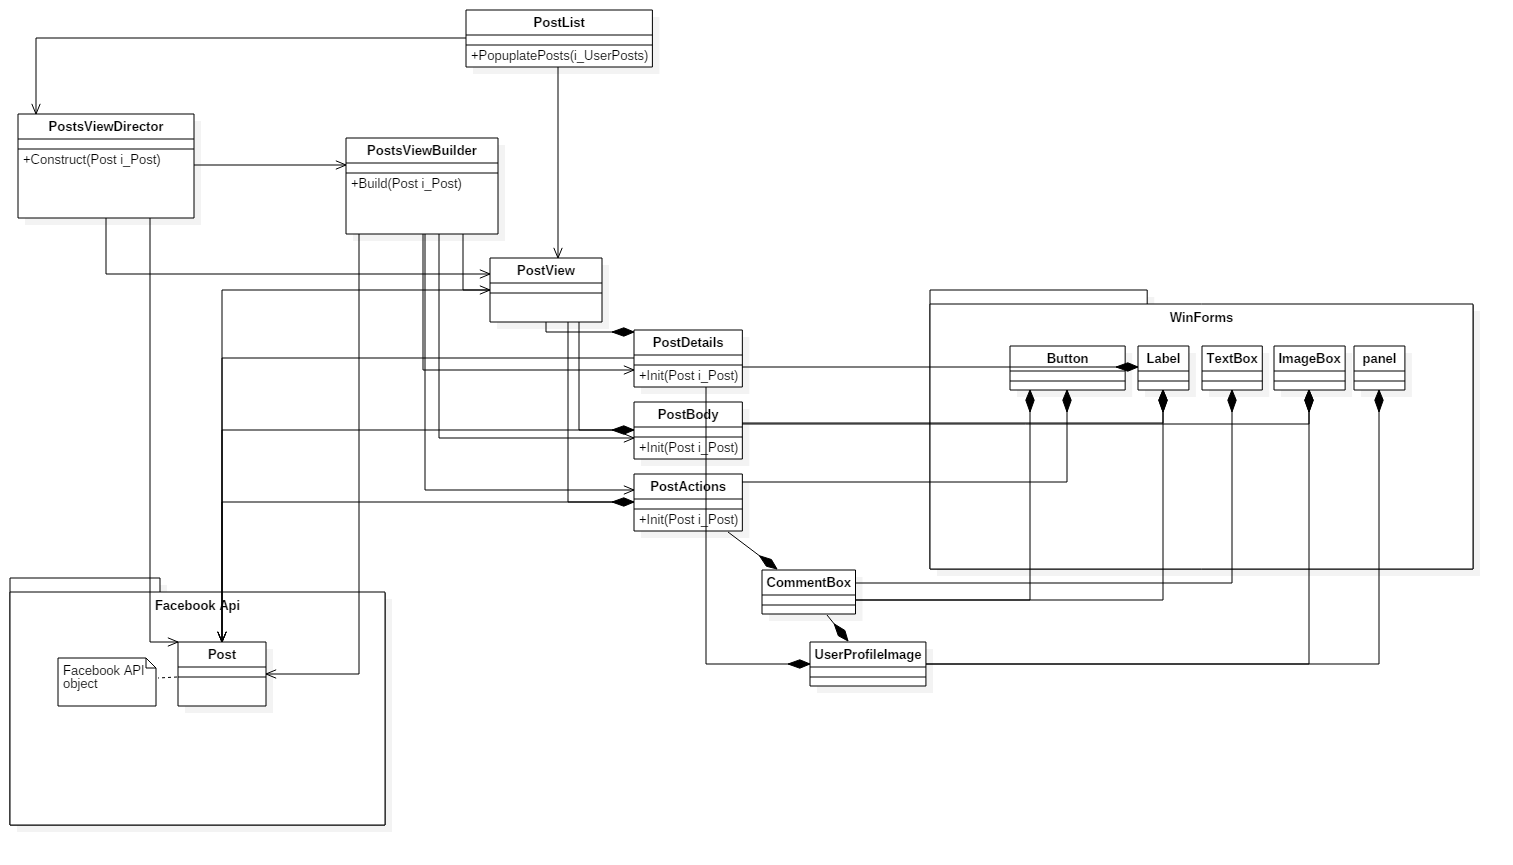 PostList
+PopuplatePosts(i_UserPosts)
PostsViewDirector
+Construct(Post i_Post)
PostsViewBuilder
+Build(Post i_Post)
PostView
WinForms
PostDetails
+Init(Post i_Post)
Button
Label
TextBox
ImageBox
panel
PostBody
+Init(Post i_Post)
PostActions
+Init(Post i_Post)
CommentBox
Facebook Api
UserProfileImage
Post
Facebook API
object